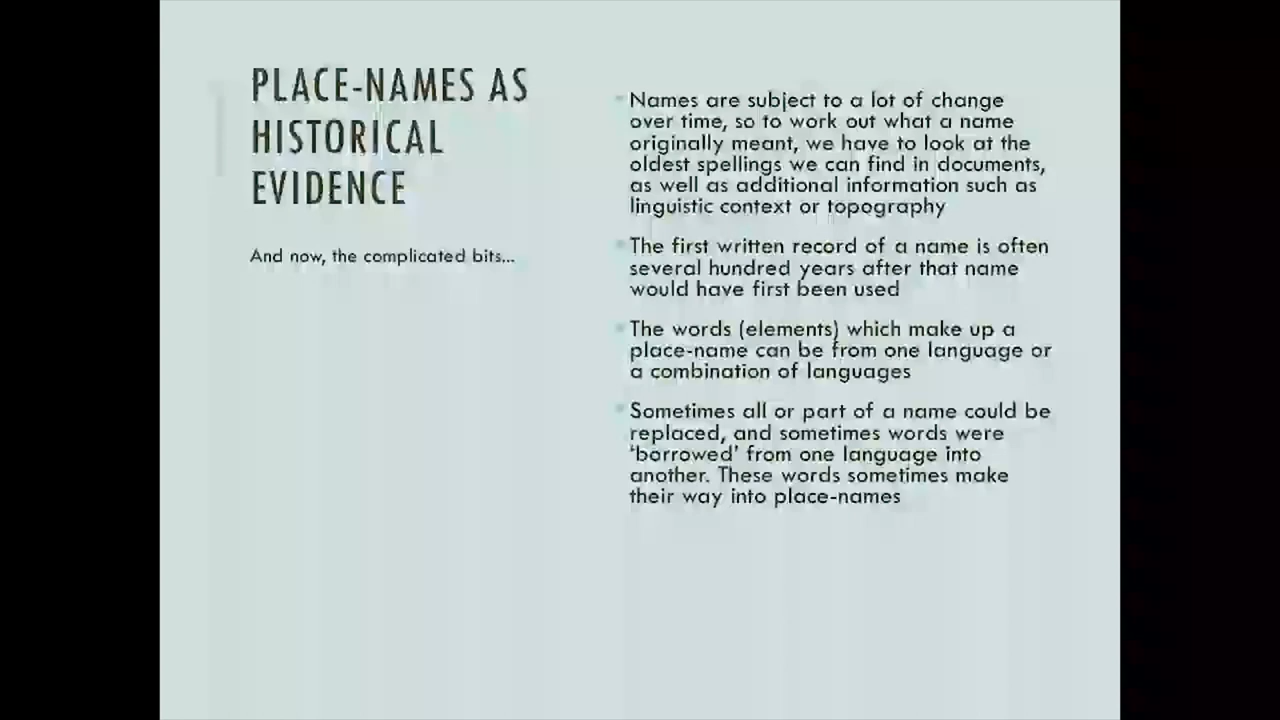 PLACE-NAMES AS
HISTORICAL
EVIDENCE
And now, the complicated bits...
Names are subject to a lot of change
over time, so to work out what a name
originally meant, we have to look at the
oldest spellings we can find in documents,
as well as additional information such as
linguistic context or topography
The first written record of a name is often
several hundred years after that name
would have first been used
The words (elements) which make up a
place-name can be from one language or
a combination of languages
Sometimes all or part of a name could be
replaced, and sometimes words were
‘borrowed’ from one language into
another. These words sometimes make
their way into place-names